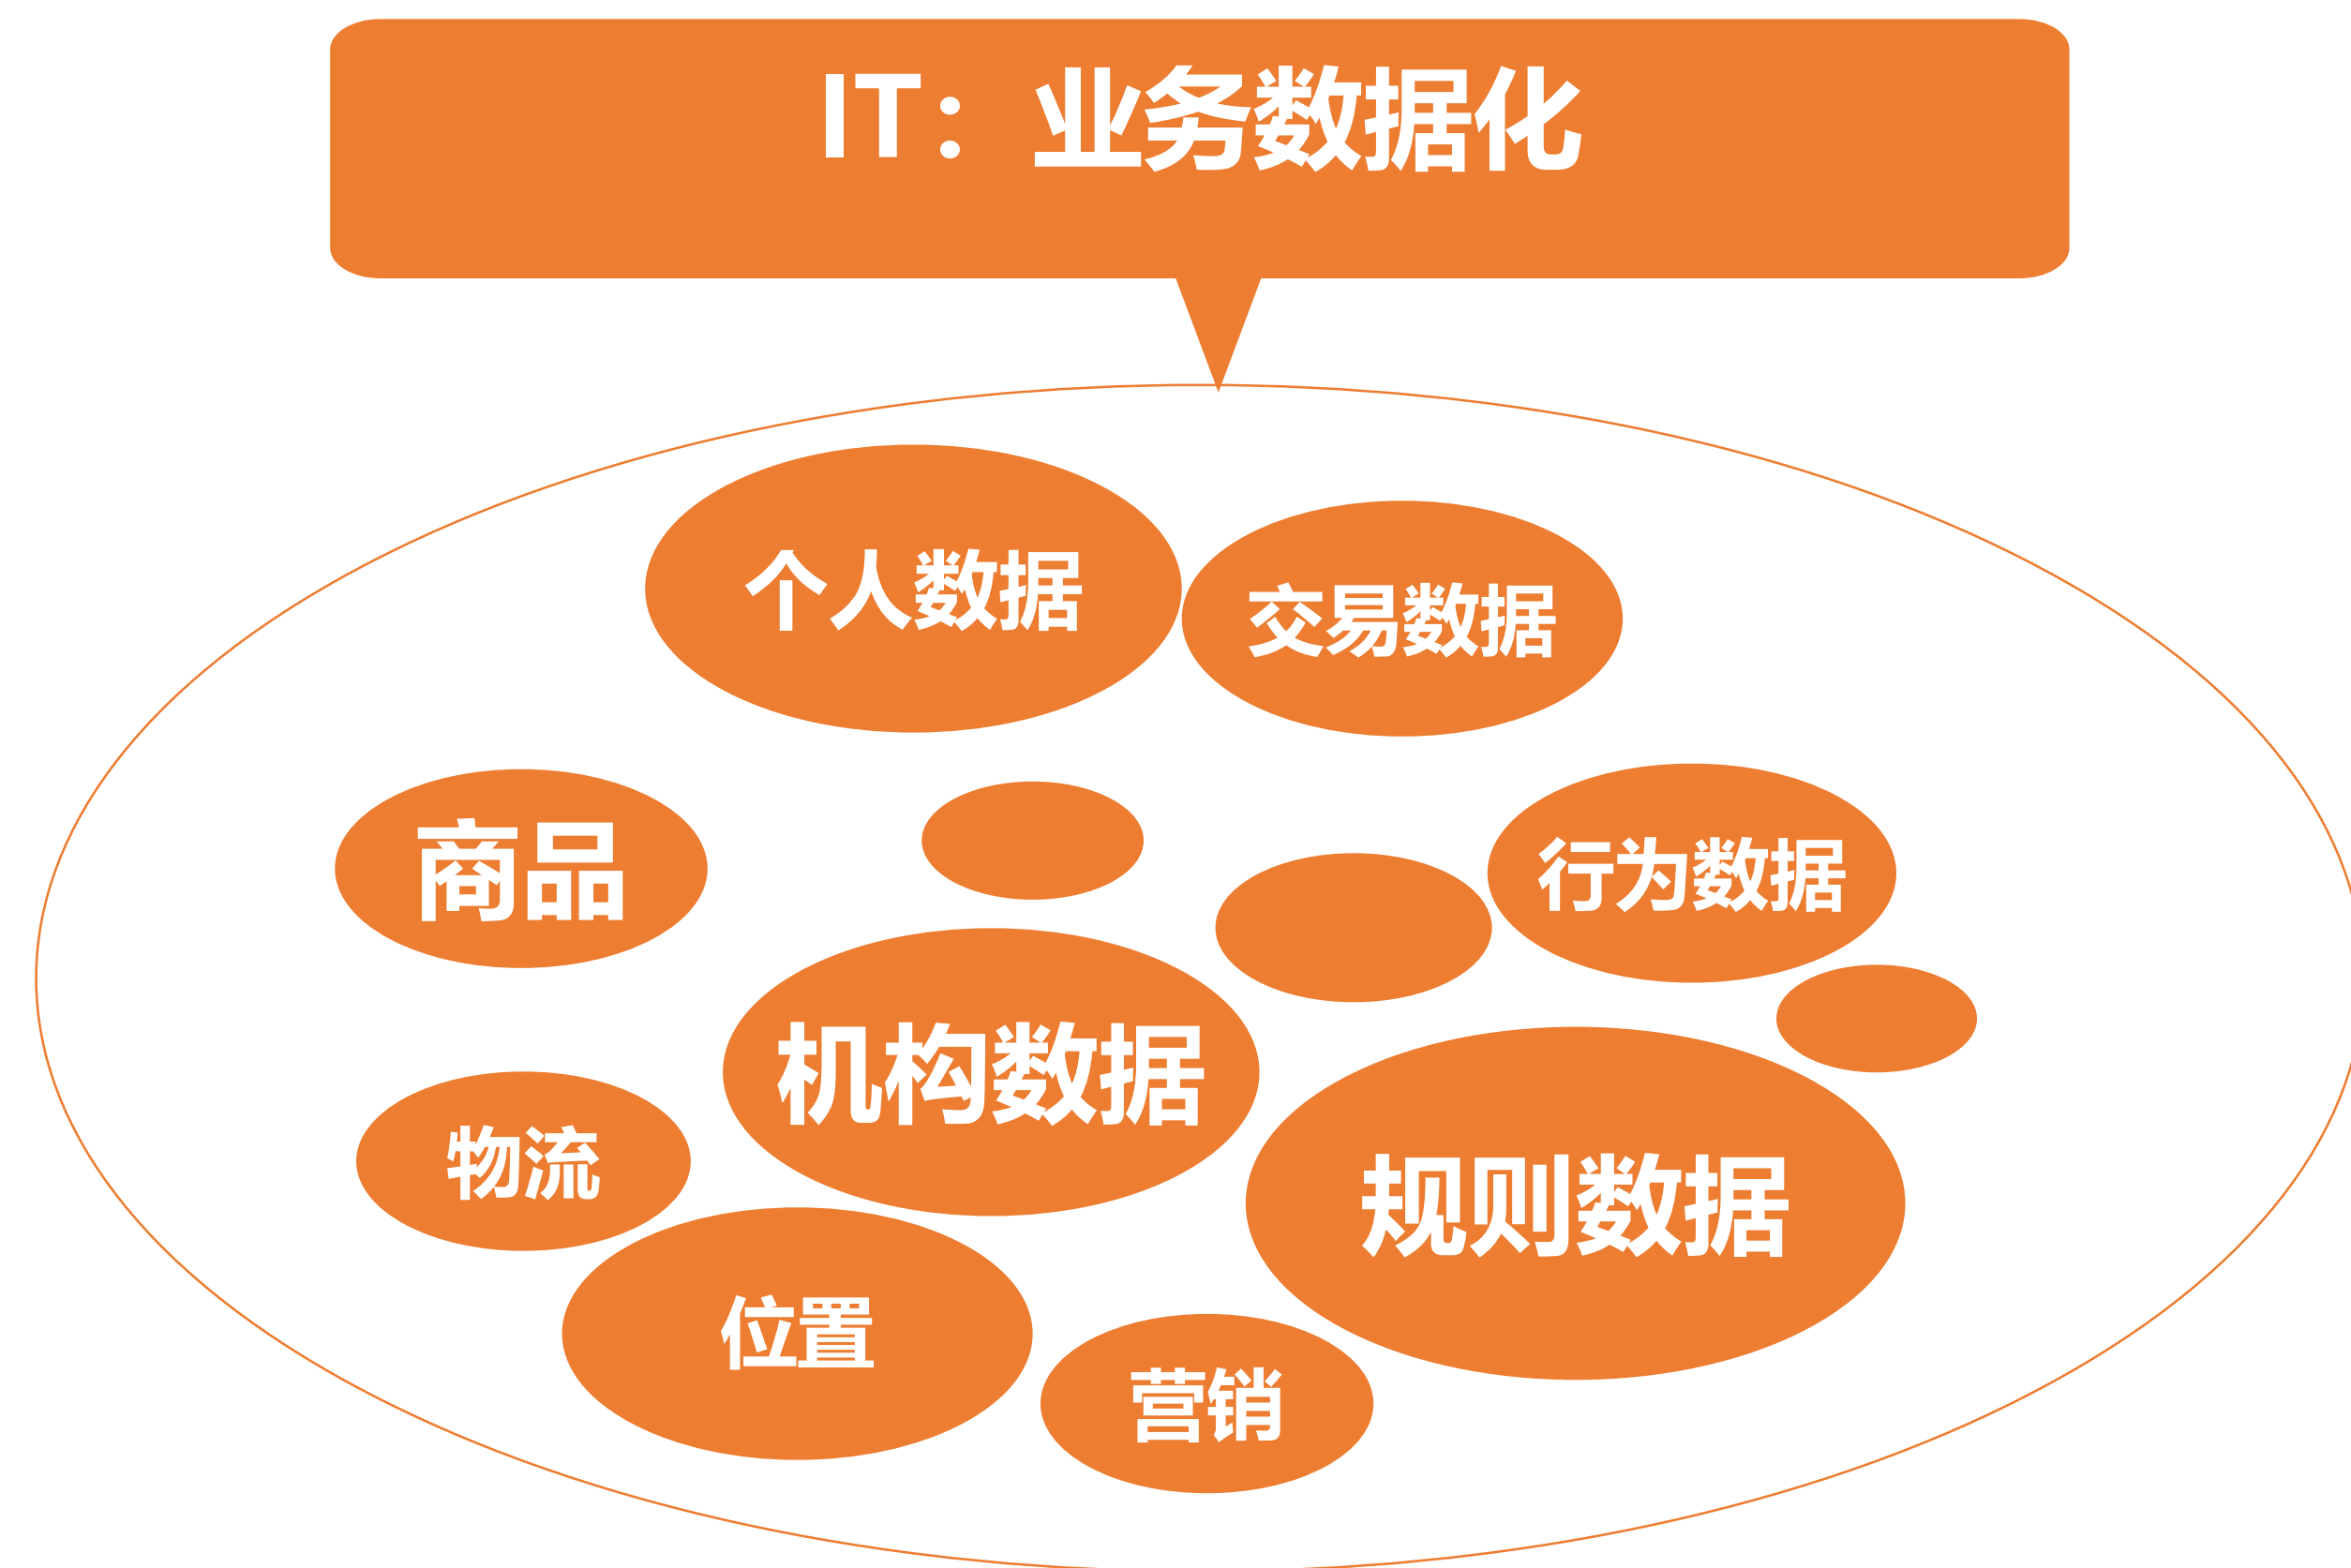 IT：业务数据化
个人数据
交易数据
商品
行为数据
机构数据
物流
规则数据
位置
营销